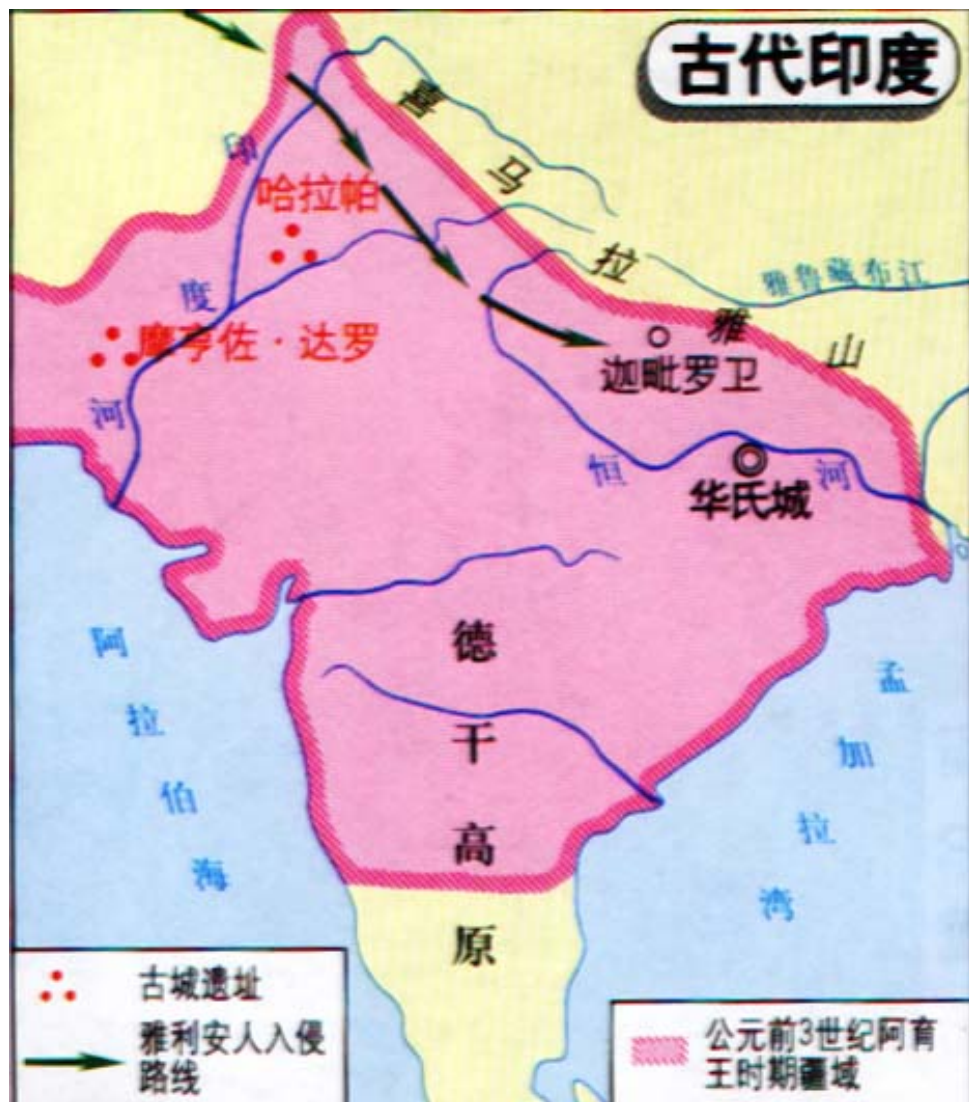 古代印度
喜马拉雅山
印度河
哈拉帕
雅鲁藏布江
摩亨佐·达罗
迦毗罗卫
恒河
华氏城
德干高原
阿拉伯海
孟加拉湾
古城遗址
雅利安人入侵
路线
公元前3世纪阿育
王时期疆域